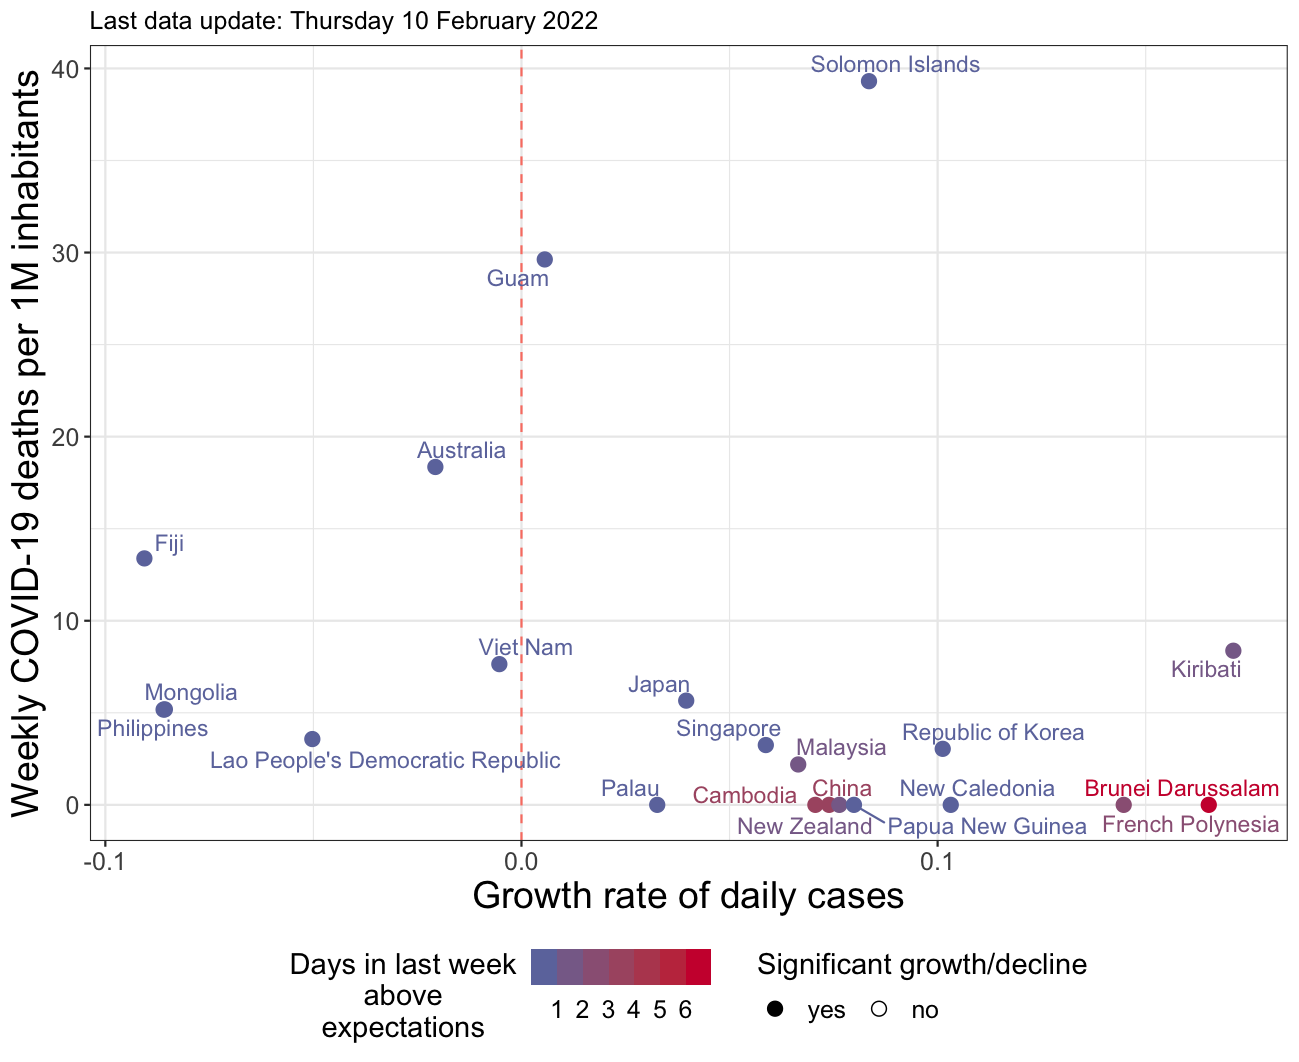 Last data update: Thursday 10 February 2022
Weekly COVID-19 deaths per 1M inhabitants
40
30
20
10
0
Solomon Islands
Guam
Australia
Fiji
Viet Nam
Kiribati
Japan
Mongolia
Philippines
Singapore
Republic of Korea
Malaysia
Lao People's Democratic Republic
Palau
Cambodia
China
New Caledonia
Brunei Darussalam
New Zealand
Papua New Guinea
French Polynesia
-0.1 0.0 0.1
Growth rate of daily cases
Days in last week
above
expectations
1 2 3 4 5 6
Significant growth/decline
yes no